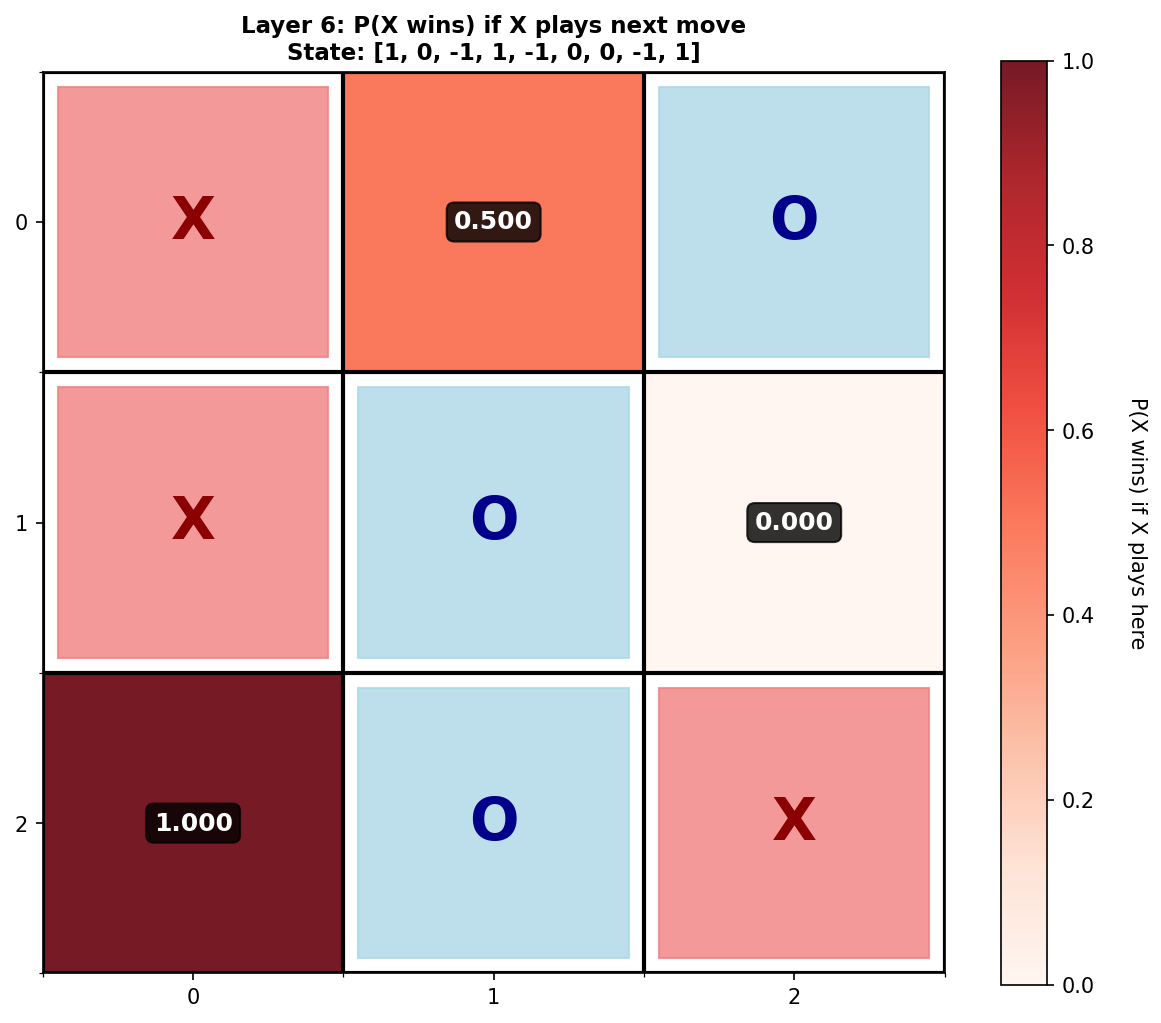 Layer 6: P(X wins) if X plays next move
State: [1, 0, -1, 1, -1, 0, 0, -1, 1]
0
X
0.500
O
1
X
O
0.000
2
1.000
O
X
0
1
2
1.0
0.8
0.6
0.4
0.2
0.0
P(X wins) if X plays here